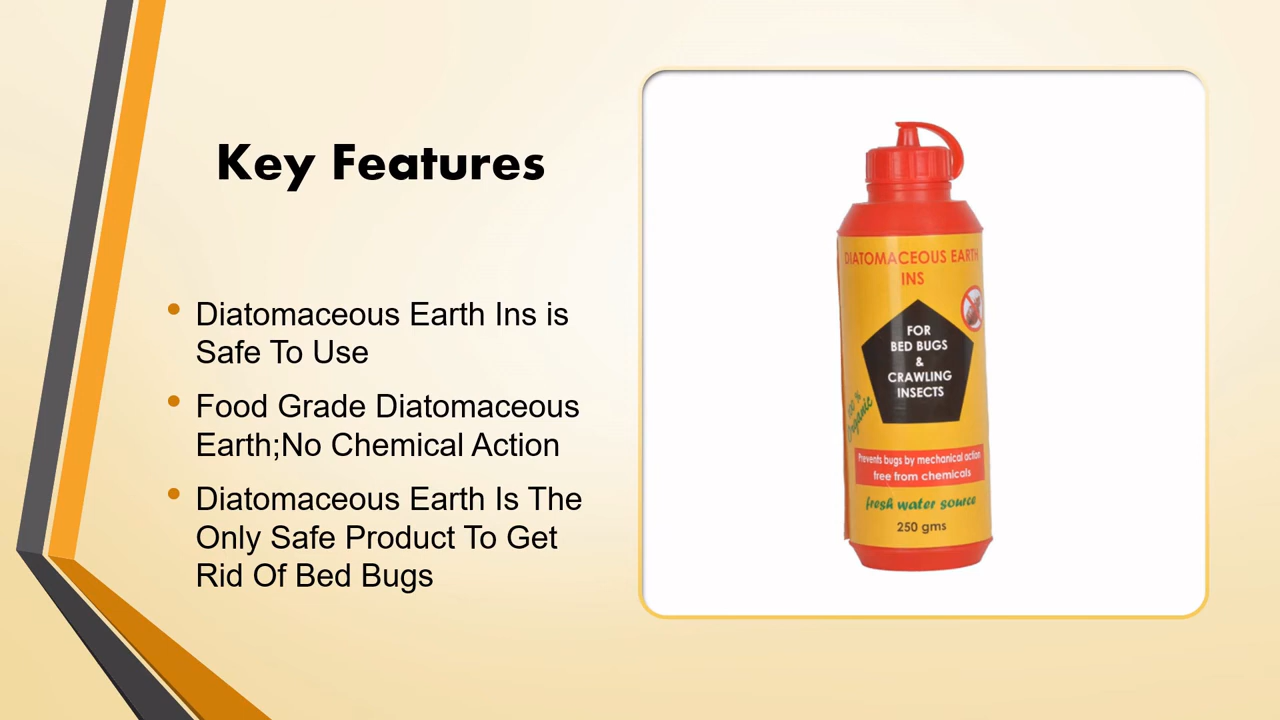 Key Features
Diatomaceous Earth Ins is
Safe To Use
Food Grade Diatomaceous
Earth;No Chemical Action
Diatomaceous Earth Is The
Only Safe Product To Get
Rid Of Bed Bugs
DIATOMACEOUS EARTH
INS
FOR
BED BUGS
&
CRAWLING
INSECTS
100 %
Organic
Prevents bugs by mechanical action
free from chemicals
fresh water source
250 gms